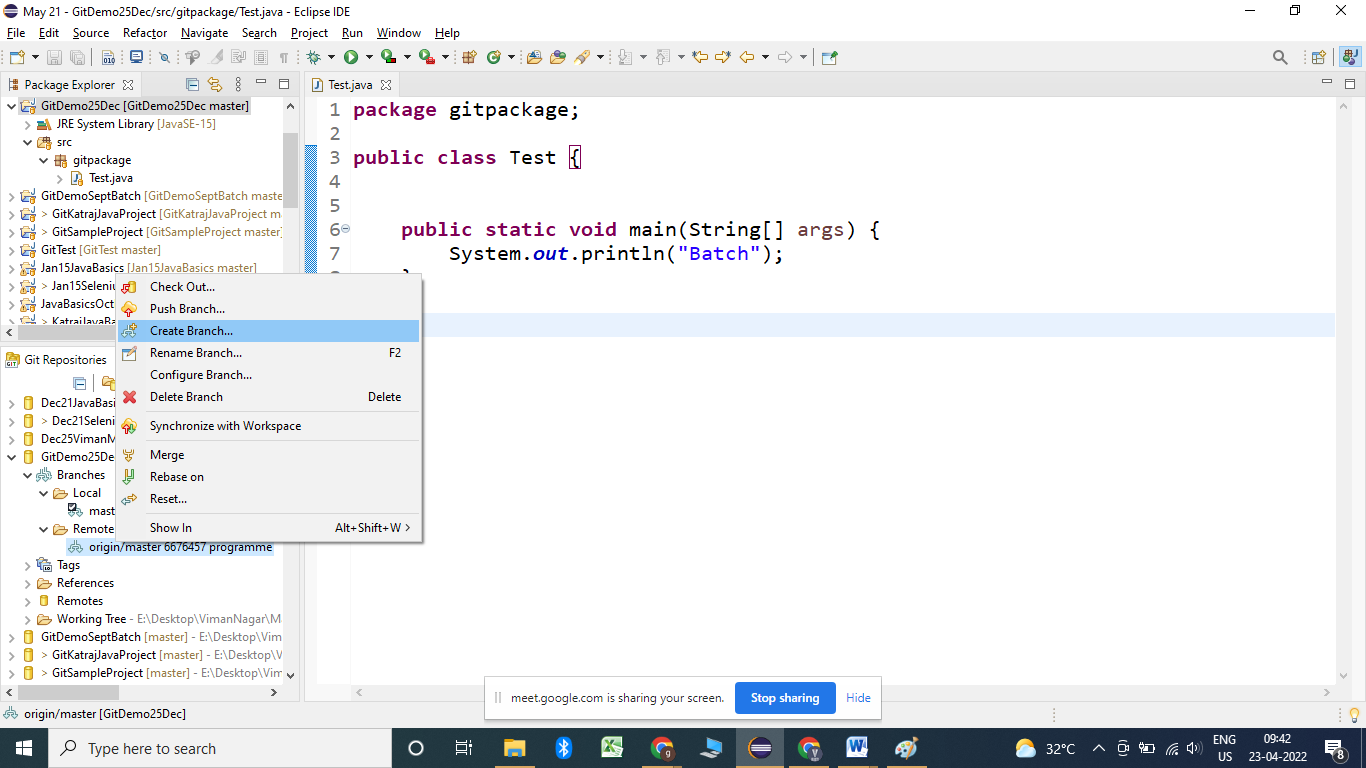 May 21 - GitDemo25Dec/src/gitpackage/Test.java - Eclipse IDE
File Edit Source Refactor Navigate Search Project Run Window Help
Package Explorer
GitDemo25Dec [GitDemo25Dec master]
JRE System Library [JavaSE-15]
src
gitpackage
Test.java
GitDemoSeptBatch [GitDemoSeptBatch maste
> GitKatrajJavaProject [GitKatrajJavaProject m
> GitSampleProject [GitSampleProject master]
GitTest [GitTest master]
Jan15JavaBasics [Jan15JavaBasics master]
> Jan15Seleniu
JavaBasicsOct
> KatrajJavaBa
Test.java
1 package gitpackage;
2
3 public class Test {
4
5
6 public static void main(String[] args) {
7 System.out.println("Batch");
Check Out...
Push Branch...
Create Branch...
Rename Branch... F2
Configure Branch...
Delete Branch Delete
Synchronize with Workspace
Merge
Rebase on
Reset...
Show In Alt+Shift+W >
Git Repositories
Dec21JavaBasi
> Dec21Seleni
Dec25VimanM
GitDemo25De
Branches
Local
mast
Remote
origin/master 6676457 programme
Tags
References
Remotes
Working Tree - E:\Desktop\VimanNagar\M
GitDemoSeptBatch [master] - E:\Desktop\Vim
> GitKatrajJavaProject [master] - E:\Desktop\V
> GitSampleProject [master] - E:\Desktop\Vim
meet.google.com is sharing your screen. Stop sharing Hide
origin/master [GitDemo25Dec]
Type here to search
32°C
ENG
US
09:42
23-04-2022
8